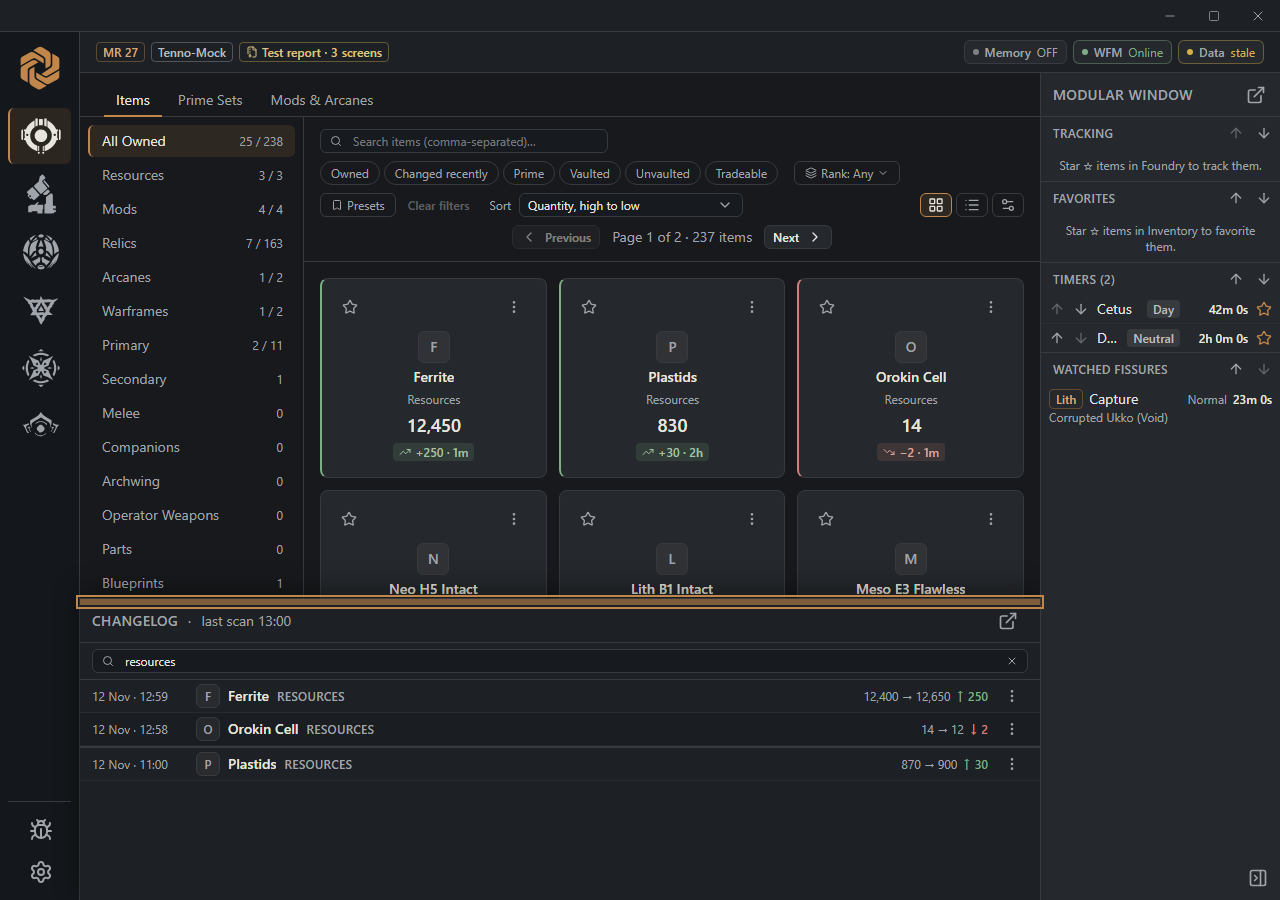 MR 27 Tenno-Mock Test report · 3 screens Memory OFF WFM Online Data stale
Items Prime Sets Mods & Arcanes
All Owned 25 / 238
Resources 3 / 3
Mods 4 / 4
Relics 7 / 163
Arcanes 1 / 2
Warframes 1 / 2
Primary 2 / 11
Secondary 1
Melee 0
Companions 0
Archwing 0
Operator Weapons 0
Parts 0
Blueprints 1
Search items (comma-separated)...
Owned Changed recently Prime Vaulted Unvaulted Tradeable Rank: Any
Presets Clear filters Sort Quantity, high to low
Previous Page 1 of 2 · 237 items Next
F
Ferrite
Resources
12,450
+250 · 1m
P
Plastids
Resources
830
+30 · 2h
O
Orokin Cell
Resources
14
−2 · 1m
N
Neo H5 Intact
L
Lith B1 Intact
M
Meso E3 Flawless
CHANGELOG · last scan 13:00
resources
12 Nov · 12:59 F Ferrite RESOURCES 12,400 → 12,650 ↑ 250
12 Nov · 12:58 O Orokin Cell RESOURCES 14 → 12 ↓ 2
12 Nov · 11:00 P Plastids RESOURCES 870 → 900 ↑ 30
MODULAR WINDOW
TRACKING
Star ☆ items in Foundry to track them.
FAVORITES
Star ☆ items in Inventory to favorite
them.
TIMERS (2)
Cetus Day 42m 0s
D... Neutral 2h 0m 0s
WATCHED FISSURES
Lith Capture Normal 23m 0s
Corrupted Ukko (Void)